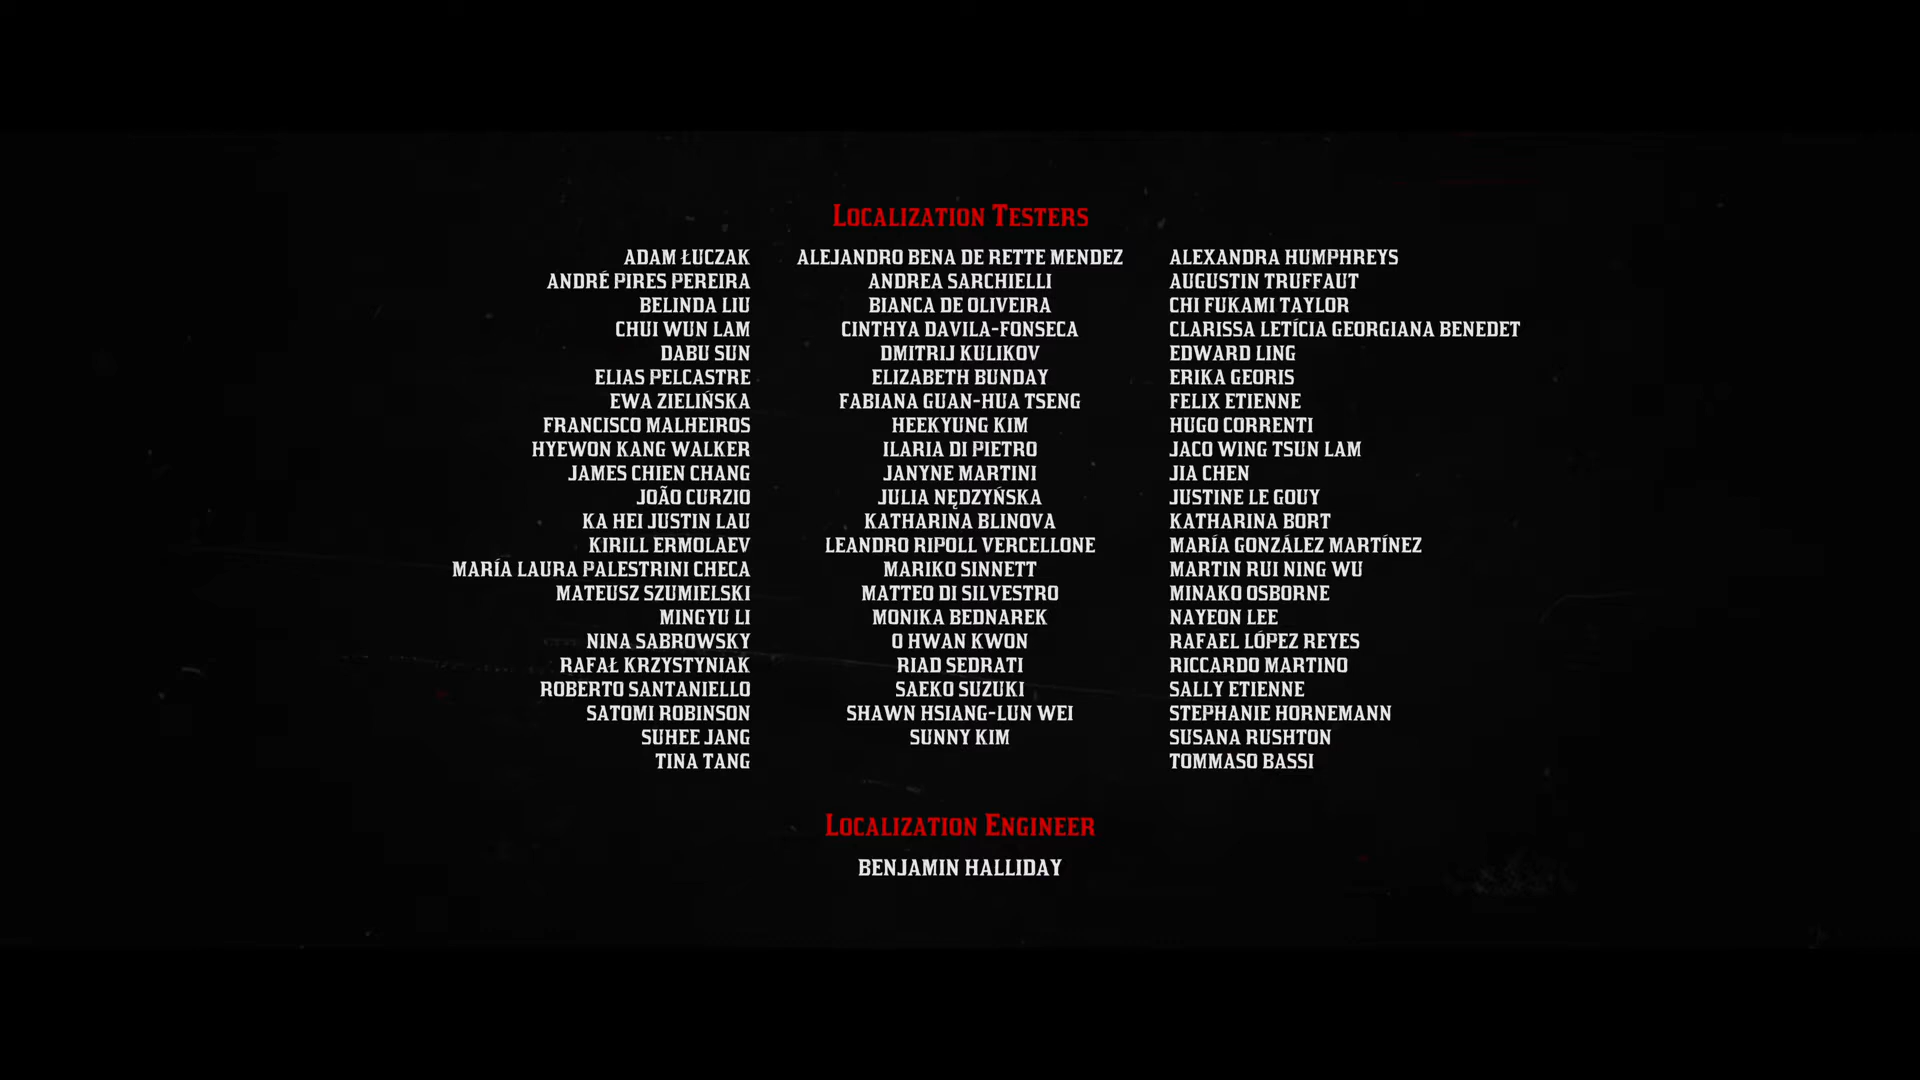 Localization Testers
ADAM ŁUCZAK ALEJANDRO BENA DE RETTE MENDEZ ALEXANDRA HUMPHREYS
ANDRÉ PIRES PEREIRA ANDREA SARCHIELLI AUGUSTIN TRUFFAUT
BELINDA LIU BIANCA DE OLIVEIRA CHI FUKAMI TAYLOR
CHUI WUN LAM CINTHYA DAVILA-FONSECA CLARISSA LETÍCIA GEORGIANA BENEDET
DABU SUN DMITRIJ KULIKOV EDWARD LING
ELIAS PELCASTRE ELIZABETH BUNDAY ERIKA GEORIS
EWA ZIELIŃSKA FABIANA GUAN-HUA TSENG FELIX ETIENNE
FRANCISCO MALHEIROS HEEKYUNG KIM HUGO CORRENTI
HYEWON KANG WALKER ILARIA DI PIETRO JACO WING TSUN LAM
JAMES CHIEN CHANG JANYNE MARTINI JIA CHEN
JOÃO CURZIO JULIA NĘDZYŃSKA JUSTINE LE GOUY
KA HEI JUSTIN LAU KATHARINA BLINOVA KATHARINA BORT
KIRILL ERMOLAEV LEANDRO RIPOLL VERCELLONE MARÍA GONZÁLEZ MARTÍNEZ
MARÍA LAURA PALESTRINI CHECA MARIKO SINNETT MARTIN RUI NING WU
MATEUSZ SZUMIELSKI MATTEO DI SILVESTRO MINAKO OSBORNE
MINGYU LI MONIKA BEDNAREK NAYEON LEE
NINA SABROWSKY O HWAN KWON RAFAEL LÓPEZ REYES
RAFAŁ KRZYSTYNIAK RIAD SEDRATI RICCARDO MARTINO
ROBERTO SANTANIELLO SAEKO SUZUKI SALLY ETIENNE
SATOMI ROBINSON SHAWN HSIANG-LUN WEI STEPHANIE HORNEMANN
SUHEE JANG SUNNY KIM SUSANA RUSHTON
TINA TANG TOMMASO BASSI
Localization Engineer
BENJAMIN HALLIDAY